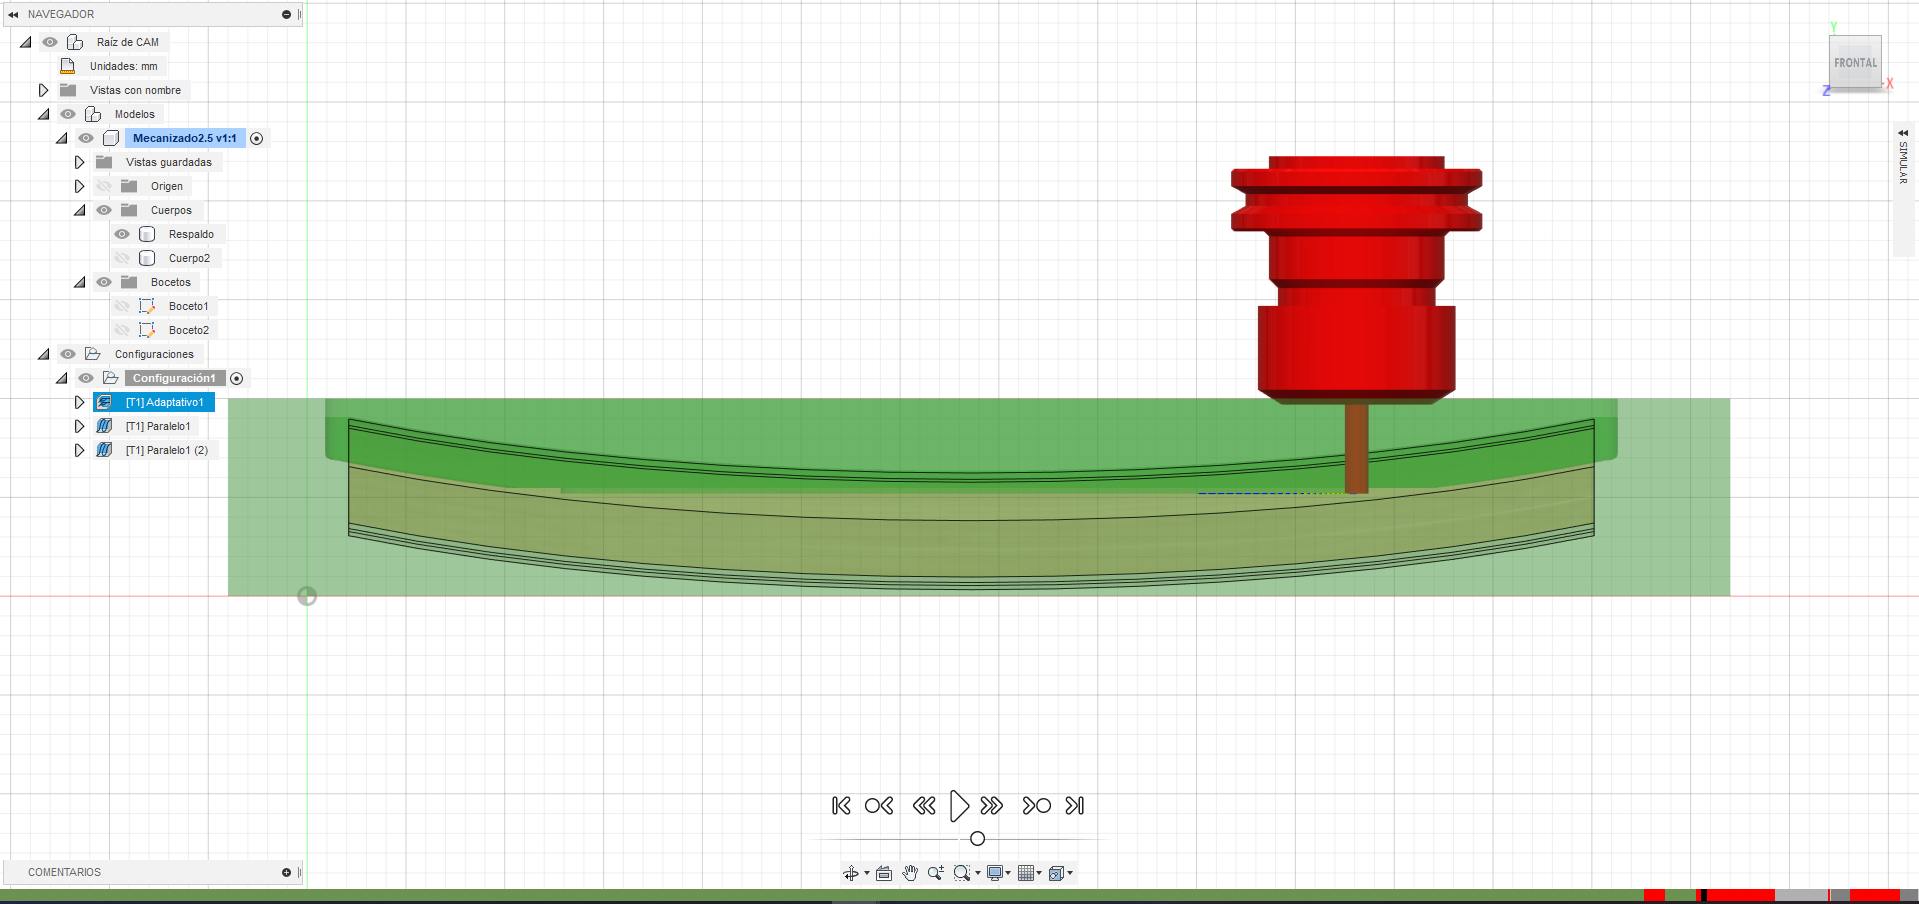 NAVEGADOR
Raíz de CAM
Unidades: mm
Vistas con nombre
Modelos
Mecanizado2.5 v1:1
Vistas guardadas
Origen
Cuerpos
Respaldo
Cuerpo2
Bocetos
Boceto1
Boceto2
Configuraciones
Configuración1
[T1] Adaptativo1
[T1] Paralelo1
[T1] Paralelo1 (2)
Y
FRONTAL
X
Z
SIMULAR
COMENTARIOS